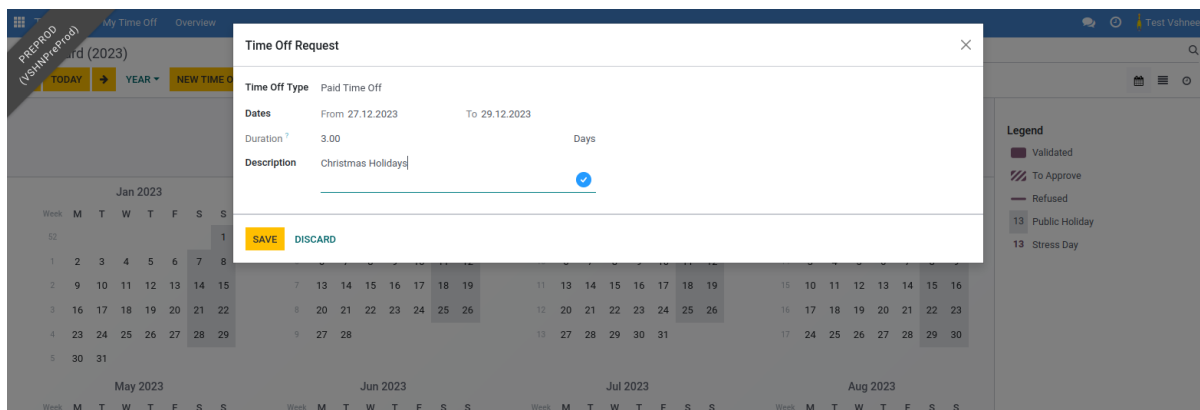 My Time Off Overview
Test Vshnee
PREPROD
(VSHNPreProd)
(2023)
TODAY → YEAR NEW TIME O
Time Off Request
Time Off Type Paid Time Off
Dates From 27.12.2023 To 29.12.2023
Duration ? 3.00 Days
Description Christmas Holidays
SAVE DISCARD
Legend
Validated
To Approve
Refused
13 Public Holiday
13 Stress Day
Jan 2023
Week M T W T F S S
52 1
1 2 3 4 5 6 7 8
2 9 10 11 12 13 14 15 7 13 14 15 16 17 18 19 11 13 14 15 16 17 18 19 15 10 11 12 13 14 15 16
3 16 17 18 19 20 21 22 8 20 21 22 23 24 25 26 12 20 21 22 23 24 25 26 16 17 18 19 20 21 22 23
4 23 24 25 26 27 28 29 9 27 28 13 27 28 29 30 31 17 24 25 26 27 28 29 30
5 30 31
May 2023 Jun 2023 Jul 2023 Aug 2023
Week M T W T F S S Week M T W T F S S Week M T W T F S S Week M T W T F S S